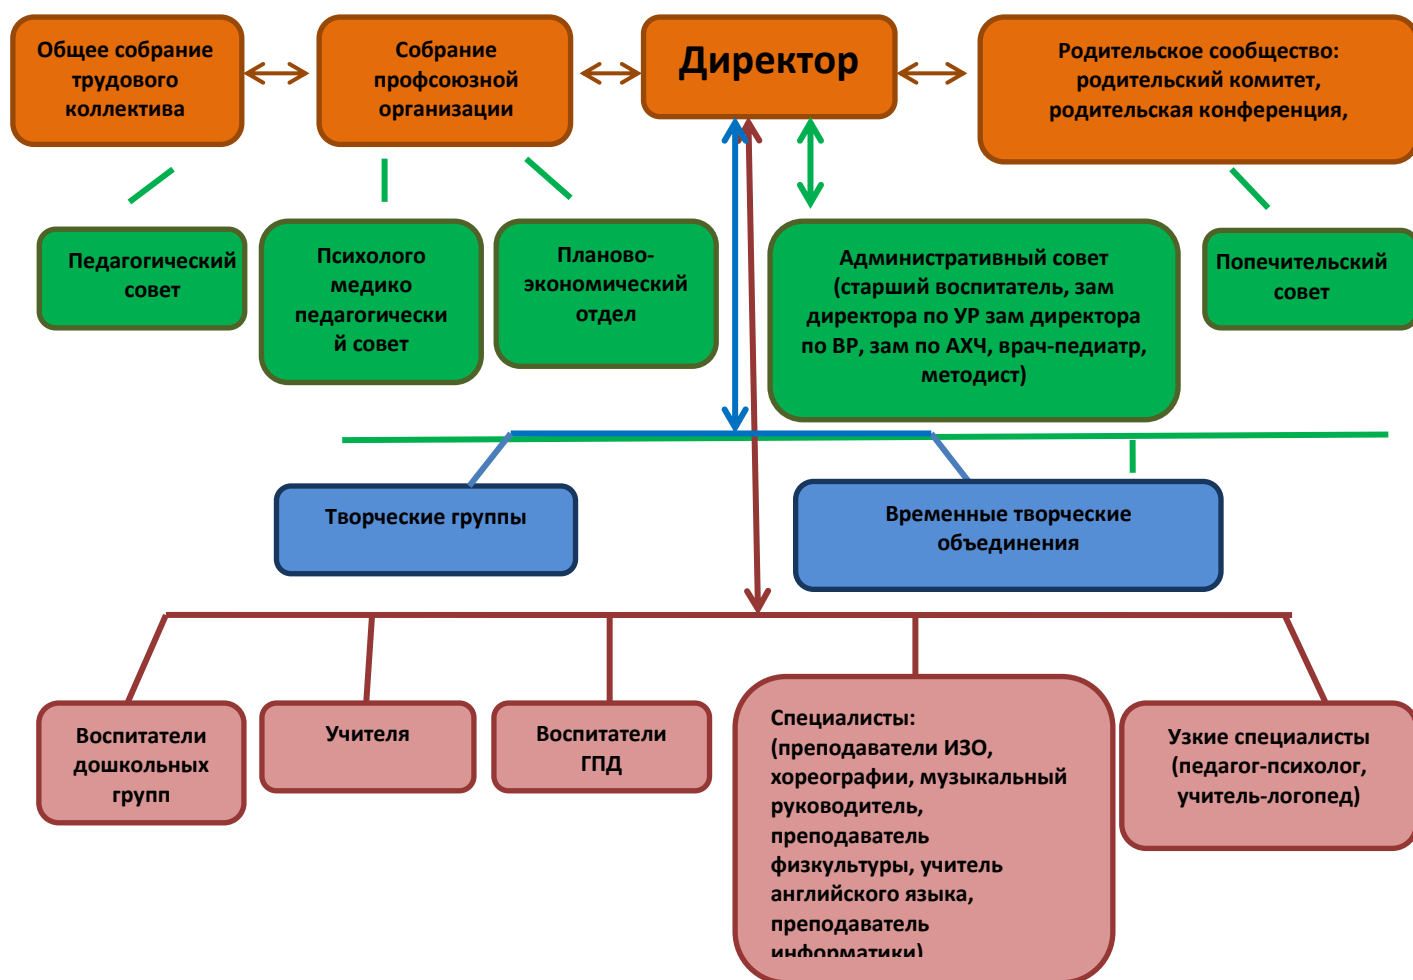 Общее собрание
трудового
коллектива
Собрание
профсоюзной
организации
Директор
Родительское сообщество:
родительский комитет,
родительская конференция,
Педагогический
совет
Психолого
медико
педагогически
й совет
Планово-
экономический
отдел
Административный совет
(старший воспитатель, зам
директора по УР зам директора
по ВР, зам по АХЧ, врач-педиатр,
методист)
Попечительский
совет
Творческие группы
Временные творческие
объединения
Воспитатели
дошкольных
групп
Учителя
Воспитатели
ГПД
Специалисты:
(преподаватели ИЗО,
хореографии, музыкальный
руководитель,
преподаватель
физкультуры, учитель
английского языка,
преподаватель
информатики)
Узкие специалисты
(педагог-психолог,
учитель-логопед)